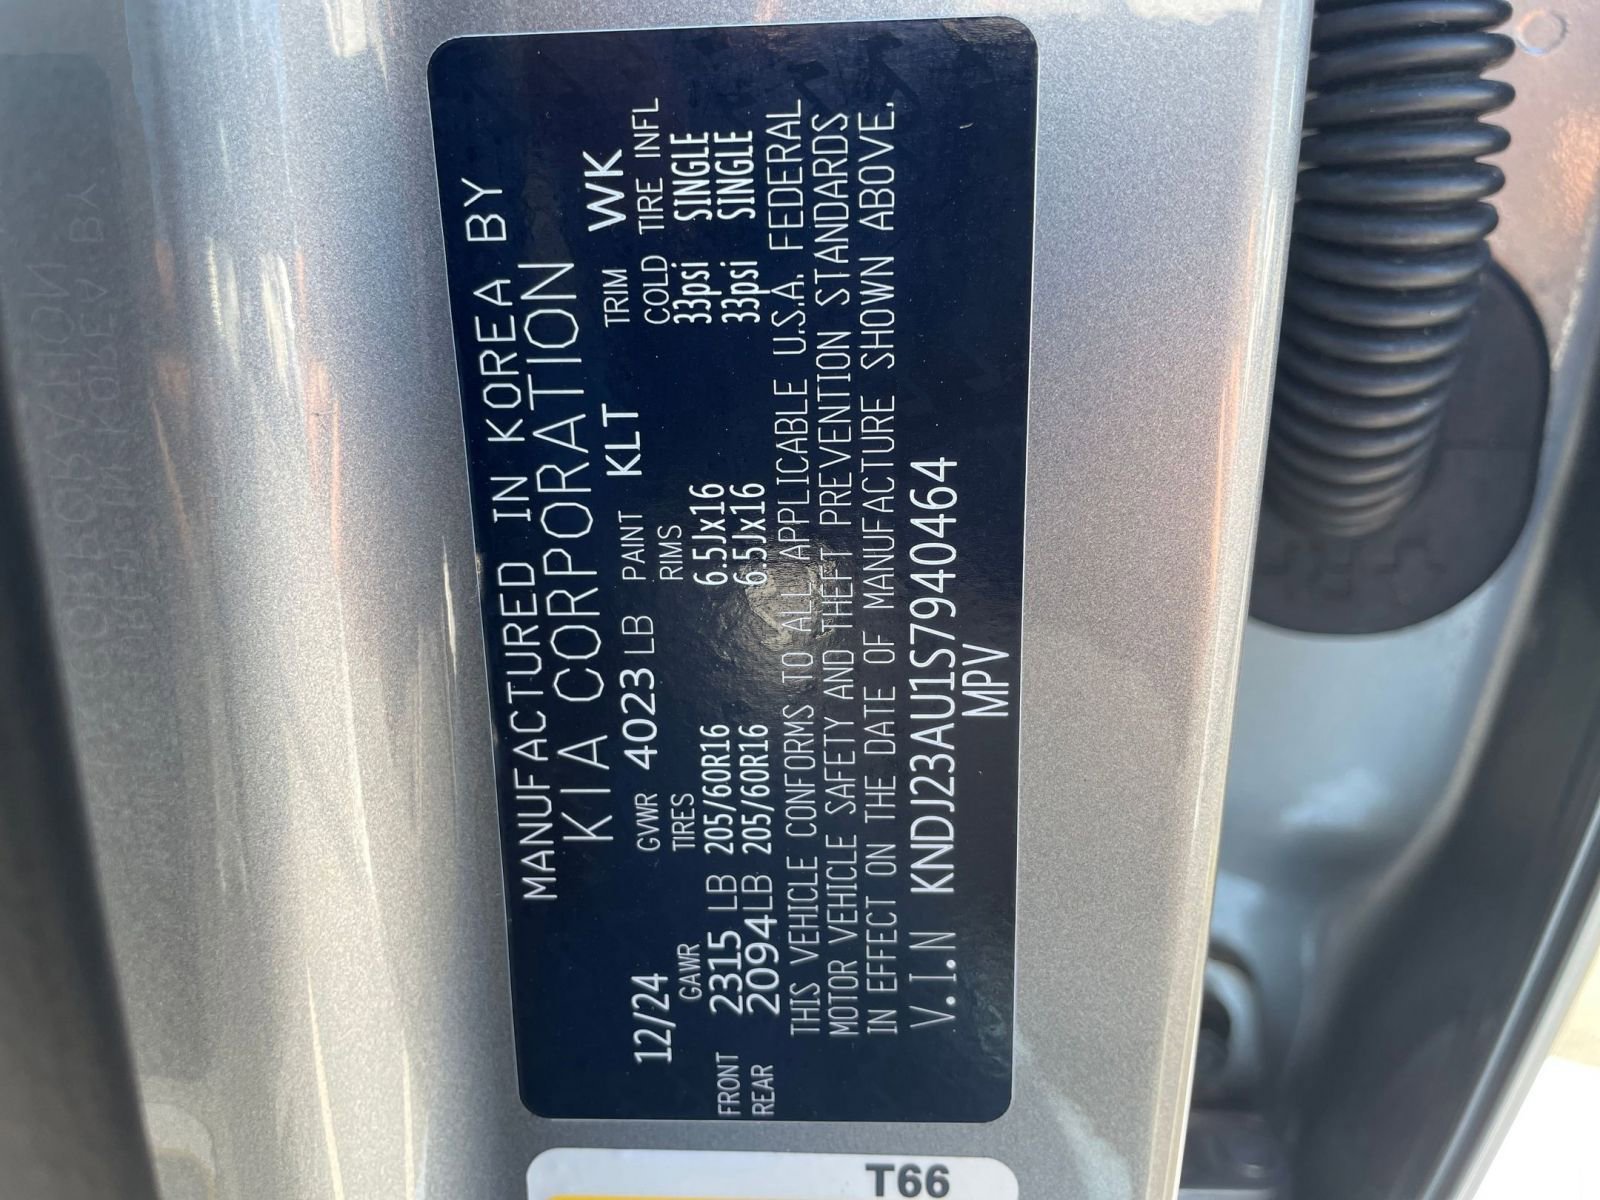 MANUFACTURED IN KOREA BY
KIA CORPORATION
12/24 GVWR 4023 LB PAINT KLT TRIM WK
GAWR TIRES RIMS COLD TIRE INFL
FRONT 2315 LB 205/60R16 6.5Jx16 33psi SINGLE
REAR 2094LB 205/60R16 6.5Jx16 33psi SINGLE
THIS VEHICLE CONFORMS TO ALL APPLICABLE U.S.A. FEDERAL
MOTOR VEHICLE SAFETY AND THEFT PREVENTION STANDARDS
IN EFFECT ON THE DATE OF MANUFACTURE SHOWN ABOVE.
V.I.N KNDJ23AU1S7940464
MPV
T66